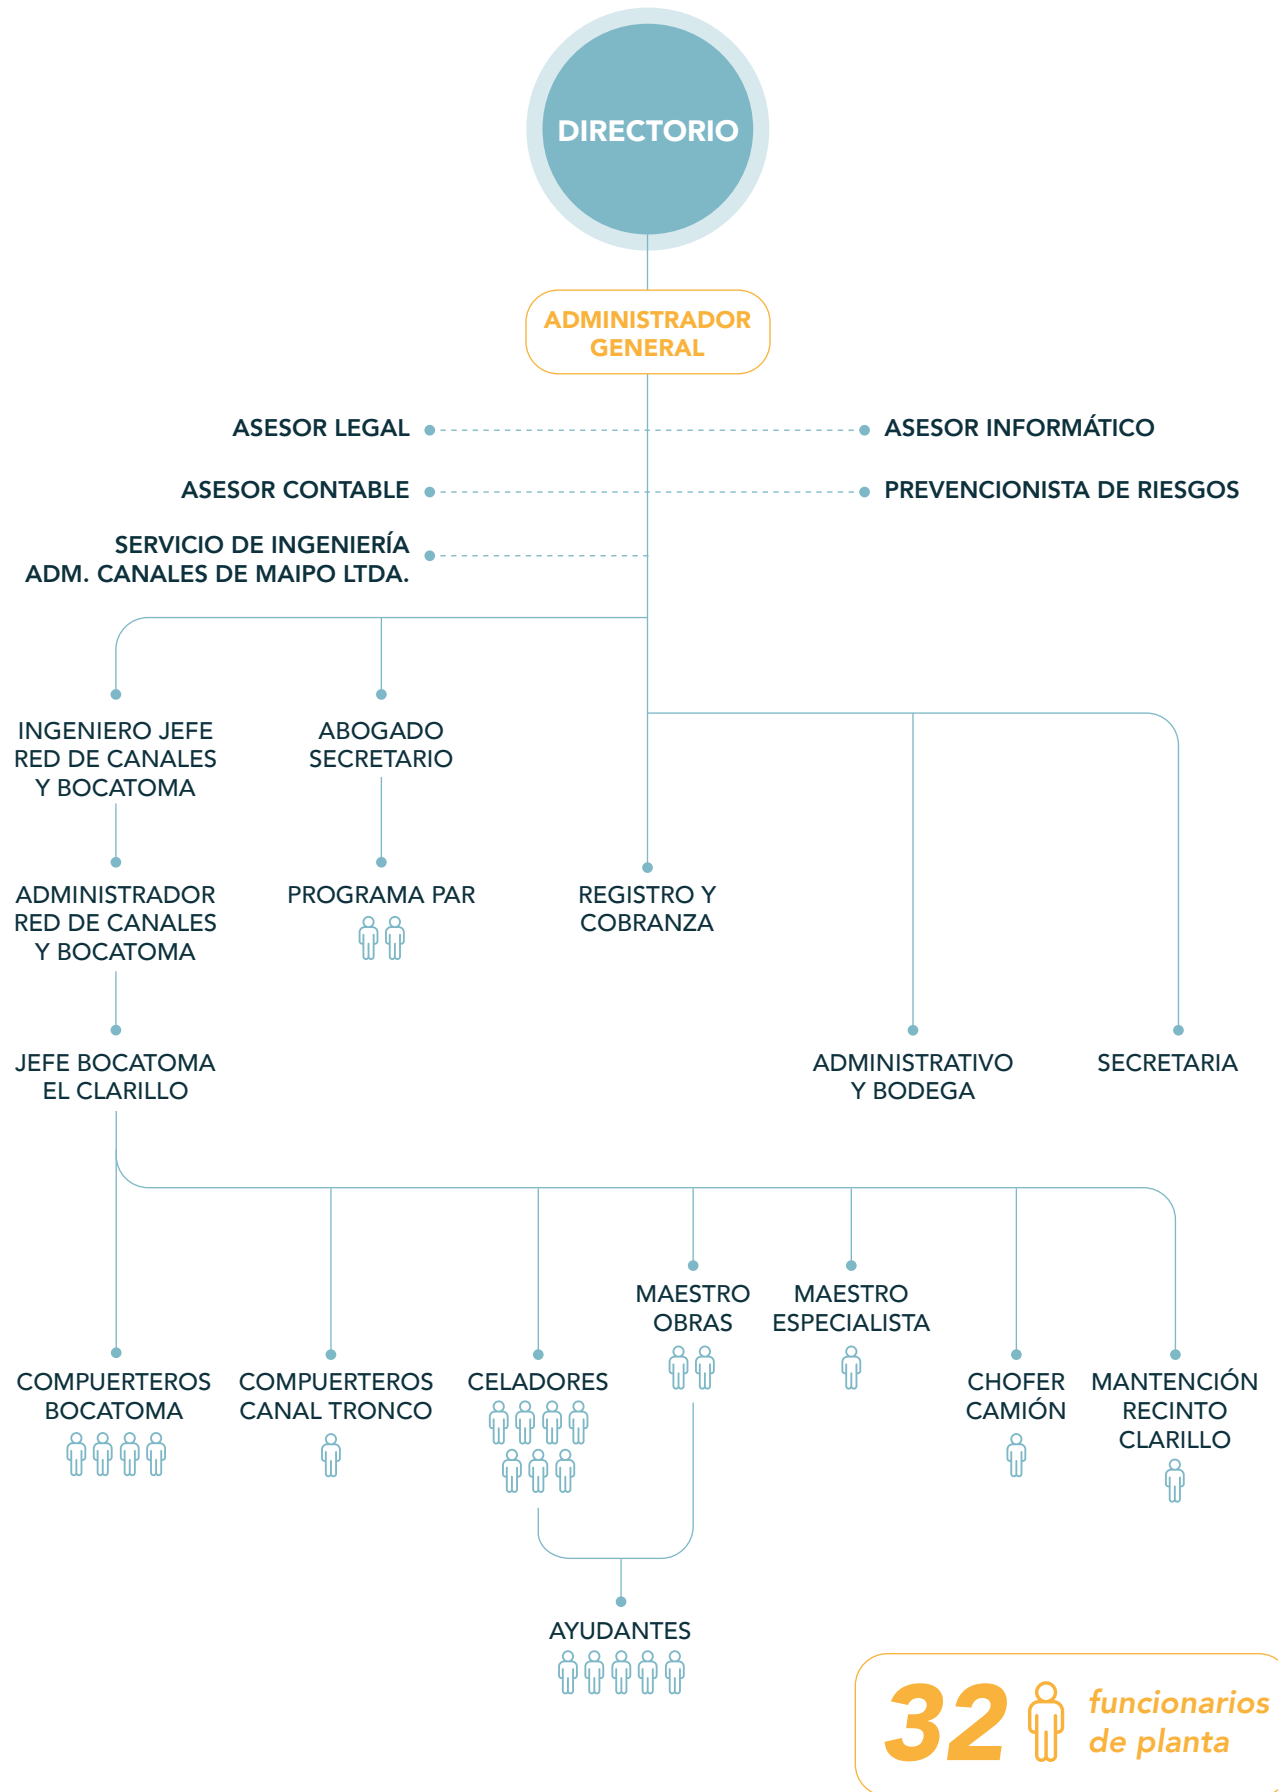 DIRECTORIO
ADMINISTRADOR
GENERAL
ASESOR LEGAL
ASESOR INFORMÁTICO
ASESOR CONTABLE
PREVENCIONISTA DE RIESGOS
SERVICIO DE INGENIERÍA
ADM. CANALES DE MAIPO LTDA.
INGENIERO JEFE
RED DE CANALES
Y BOCATOMA
ABOGADO
SECRETARIO
ADMINISTRADOR
RED DE CANALES
Y BOCATOMA
PROGRAMA PAR
REGISTRO Y
COBRANZA
JEFE BOCATOMA
EL CLARILLO
ADMINISTRATIVO
Y BODEGA
SECRETARIA
MAESTRO
OBRAS
MAESTRO
ESPECIALISTA
COMPUERTEROS
BOCATOMA
COMPUERTEROS
CANAL TRONCO
CELADORES
CHOFER
CAMIÓN
MANTENCIÓN
RECINTO
CLARILLO
AYUDANTES
32
funcionarios
de planta